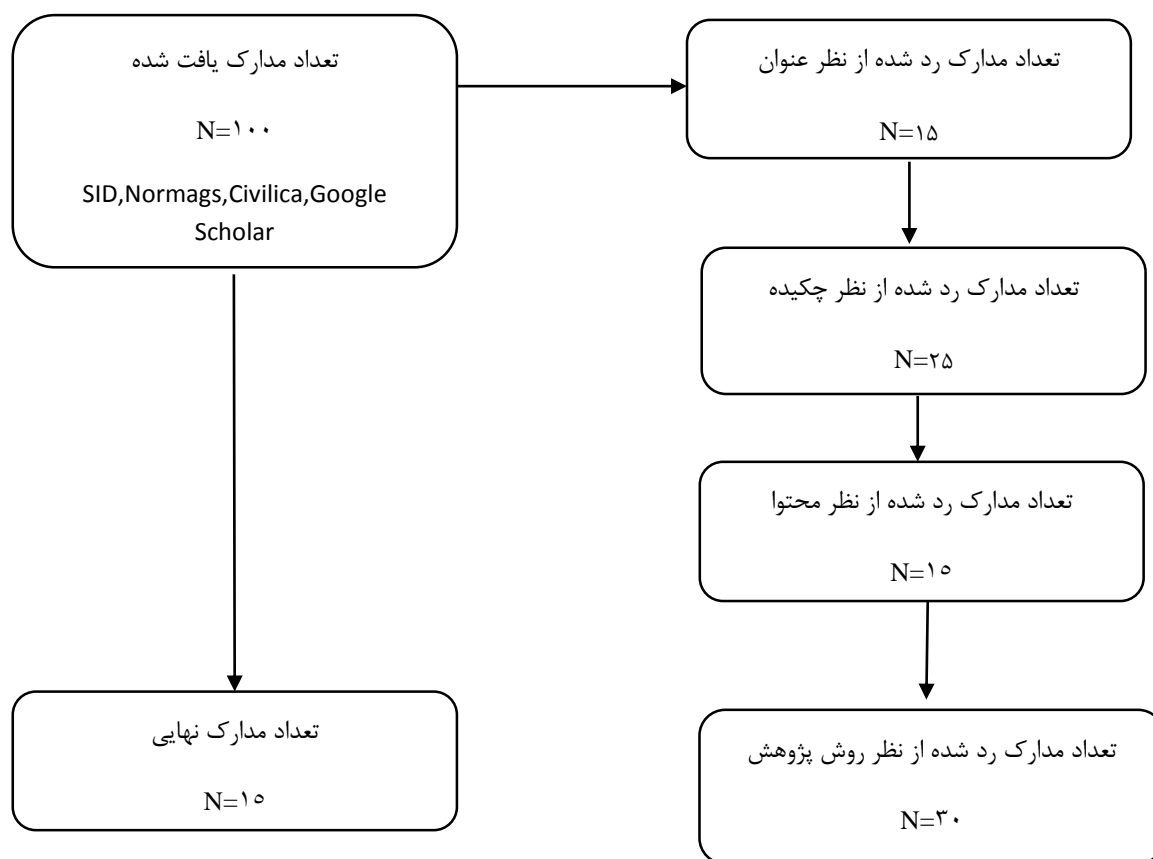 تعداد مدارک یافت شده
N=۱۰۰
SID,Normags,Civilica,Google
Scholar
تعداد مدارک رد شده از نظر عنوان
N=۱۵
تعداد مدارک رد شده از نظر چکیده
N=۲۵
تعداد مدارک رد شده از نظر محتوا
N=۱۵
تعداد مدارک رد شده از نظر روش پژوهش
N=۳۰
تعداد مدارک نهایی
N=۱۵